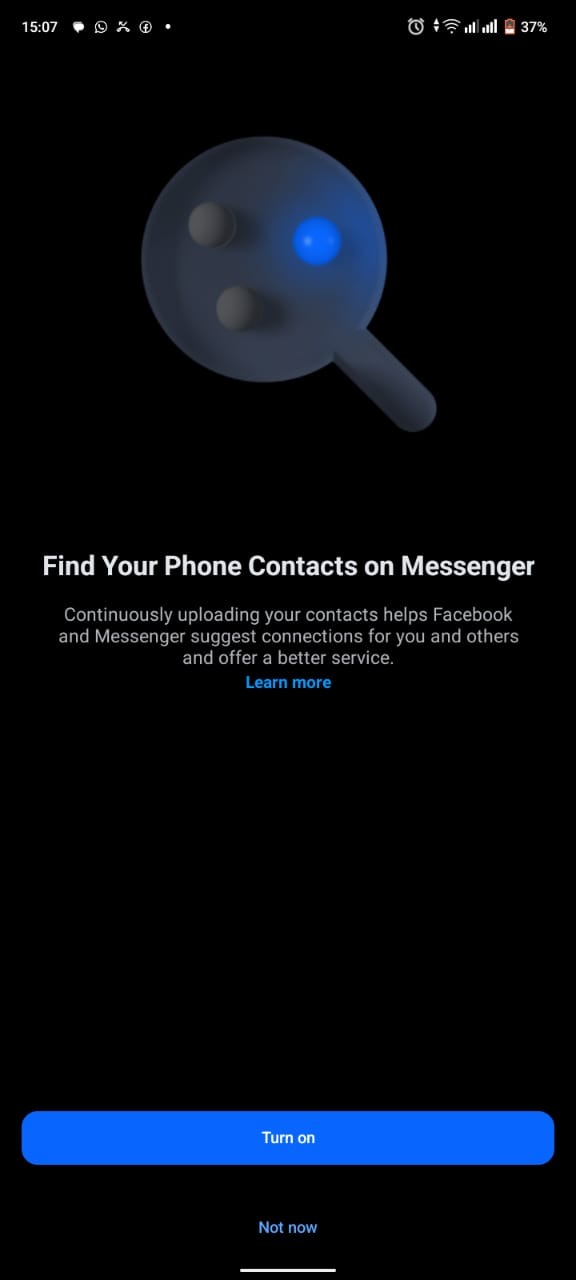 15:07
37%
Find Your Phone Contacts on Messenger
Continuously uploading your contacts helps Facebook
and Messenger suggest connections for you and others
and offer a better service.
Learn more
Turn on
Not now